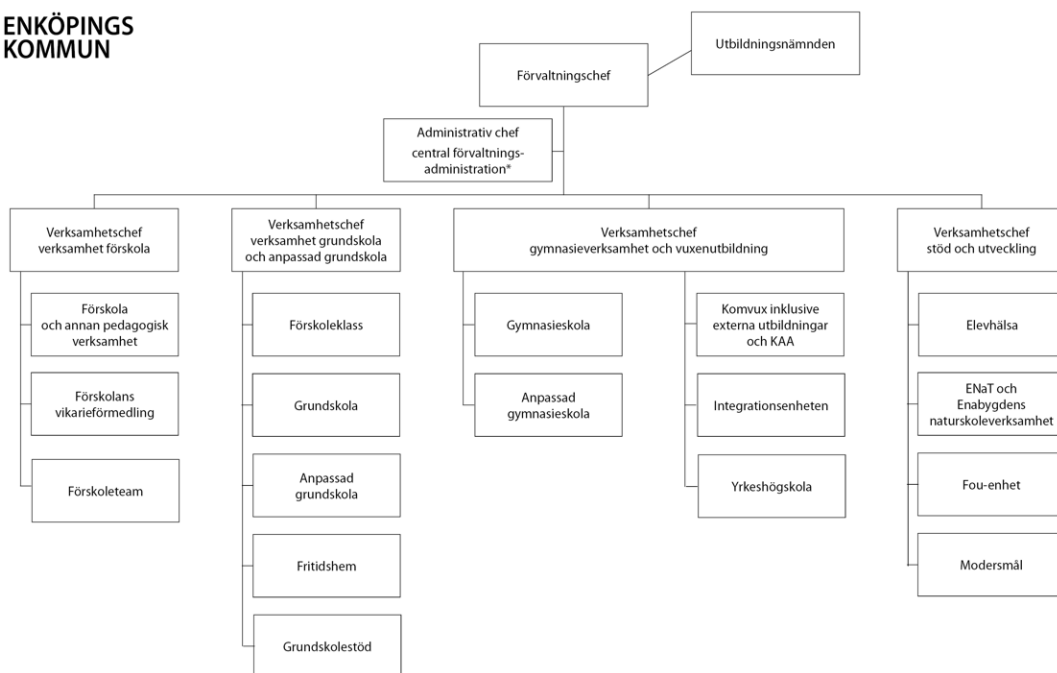 ENKÖPINGS
KOMMUN
Utbildningsnämnden
Förvaltningschef
Administrativ chef
central förvaltnings-
administration*
Verksamhetschef
verksamhet förskola
Förskola
och annan pedagogisk
verksamhet
Förskolans
vikarieförmedling
Förskoleteam
Verksamhetschef
verksamhet grundskola
och anpassad grundskola
Förskoleklass
Grundskola
Anpassad
grundskola
Fritidshem
Grundskolestöd
Verksamhetschef
gymnasieverksamhet och vuxenutbildning
Gymnasieskola
Anpassad
gymnasieskola
Komvux inklusive
externa utbildningar
och KAA
Integrationsenheten
Yrkeshögskola
Verksamhetschef
stöd och utveckling
Elevhälsa
ENaT och
Enabygdens
naturskoleverksamhet
Fou-enhet
Modersmål